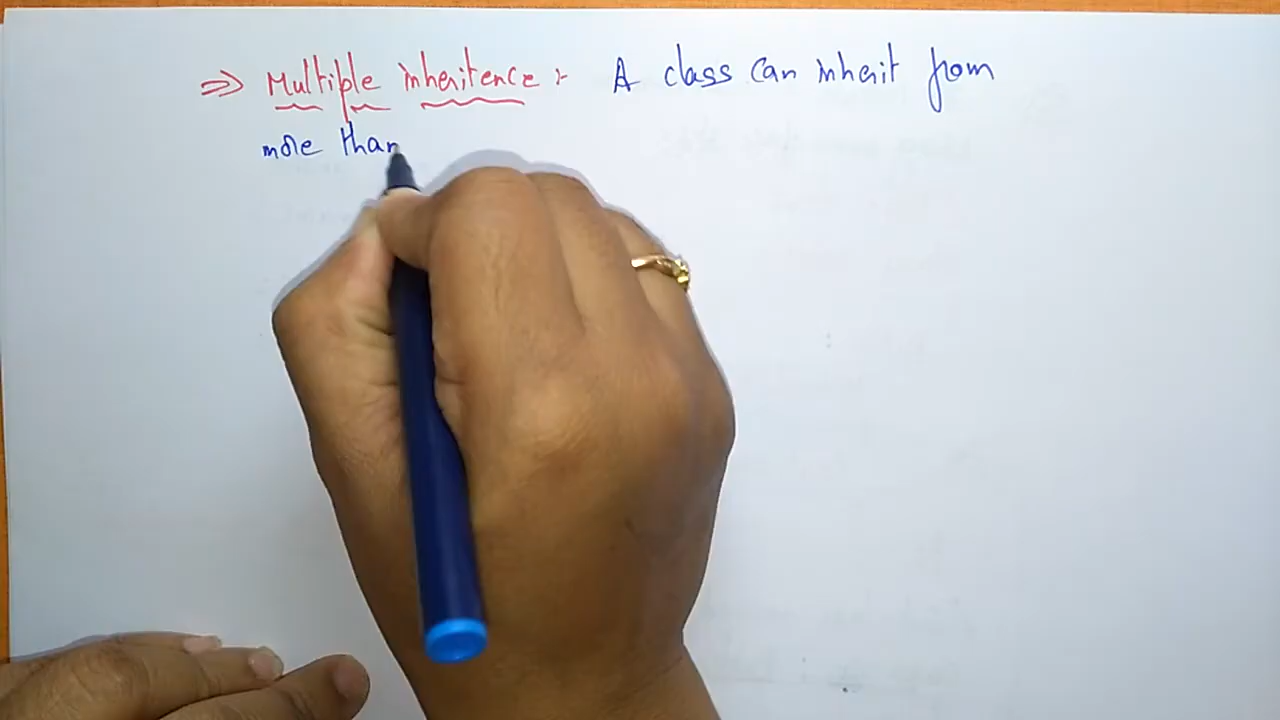 ⇒ Multiple inheritence :- A class can inherit from
more than